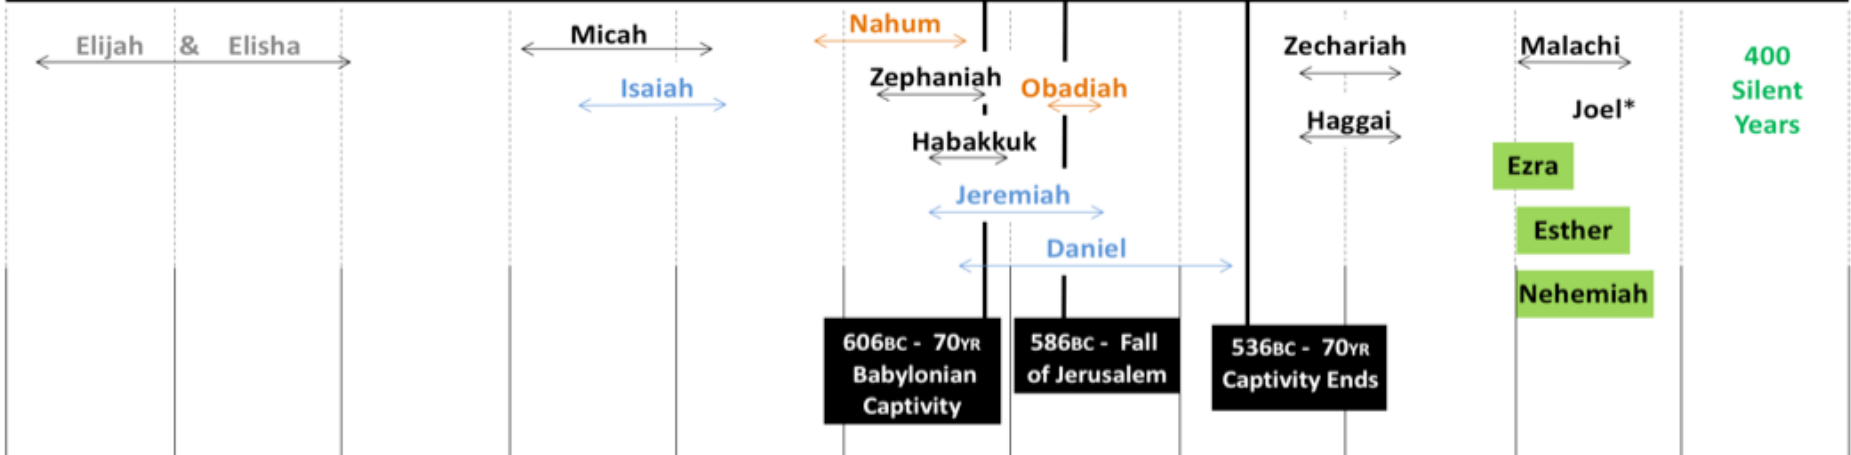 Elijah & Elisha
Micah
Isaiah
Nahum
Zephaniah
Habakkuk
Jeremiah
Daniel
Obadiah
Zechariah
Haggai
Malachi
Joel*
Ezra
Esther
Nehemiah
400
Silent
Years
606BC - 70YR
Babylonian
Captivity
586BC - Fall
of Jerusalem
536BC - 70YR
Captivity Ends